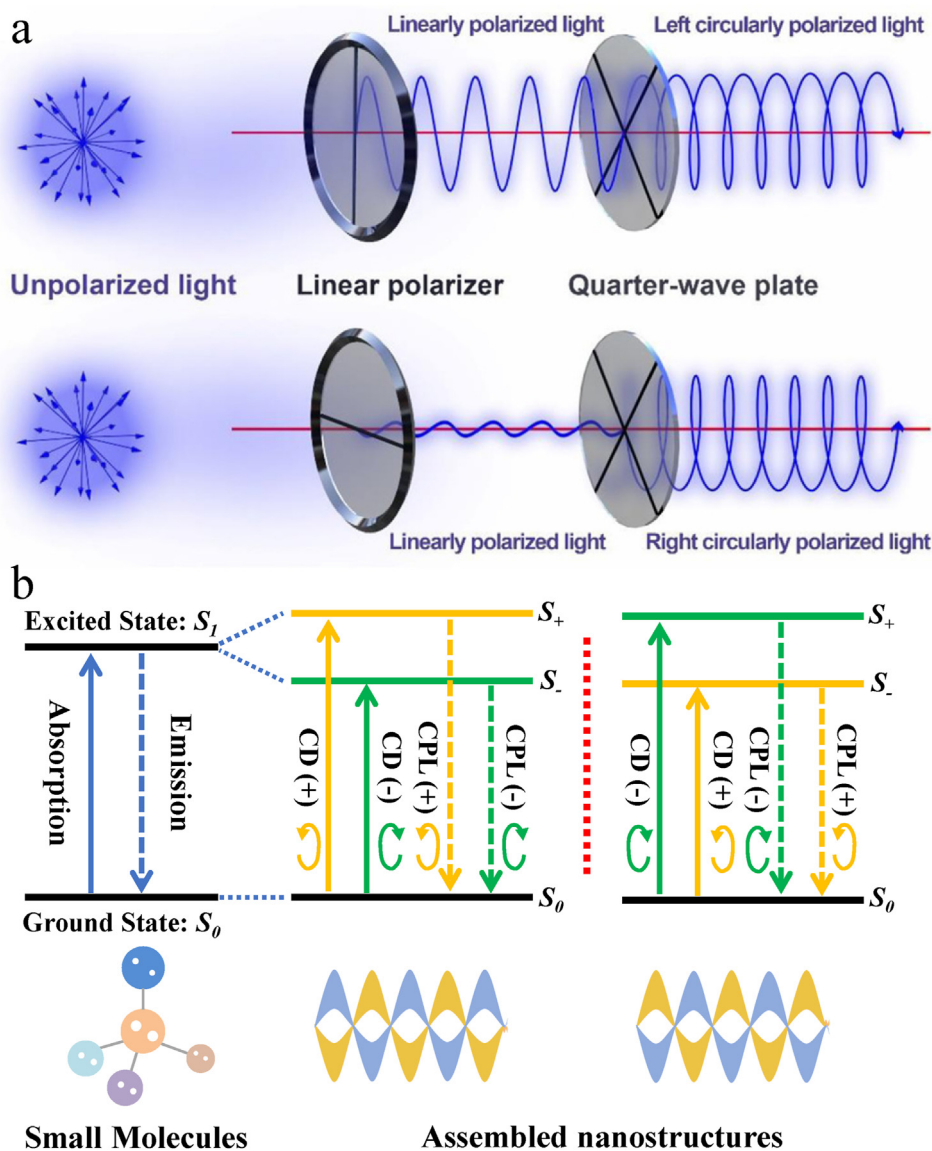 a
Linearly polarized light
Left circularly polarized light
Unpolarized light
Linear polarizer
Quarter-wave plate
Linearly polarized light
Right circularly polarized light
b
Excited State: S1
Absorption
Emission
Ground State: S0
S+
S-
S0
CD (+)
CD (-)
CPL (+)
CPL (-)
S+
S-
S0
CD (-)
CD (+)
CPL (-)
CPL (+)
Small Molecules
Assembled nanostructures